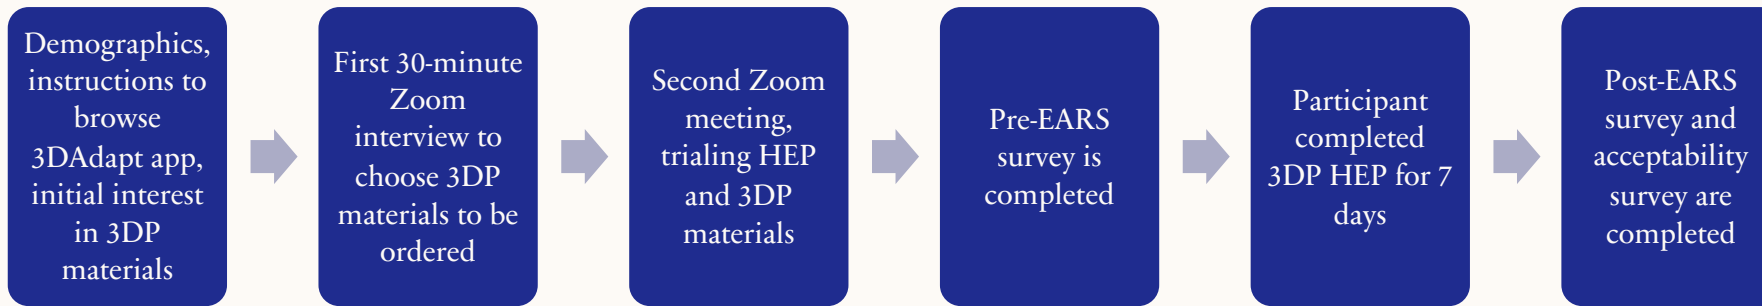 Demographics,
instructions to
browse
3DAdapt app,
initial interest
in 3DP
materials
First 30-minute
Zoom
interview to
choose 3DP
materials to be
ordered
Second Zoom
meeting,
trialing HEP
and 3DP
materials
Pre-EARS
survey is
completed
Participant
completed
3DP HEP for 7
days
Post-EARS
survey and
acceptability
survey are
completed